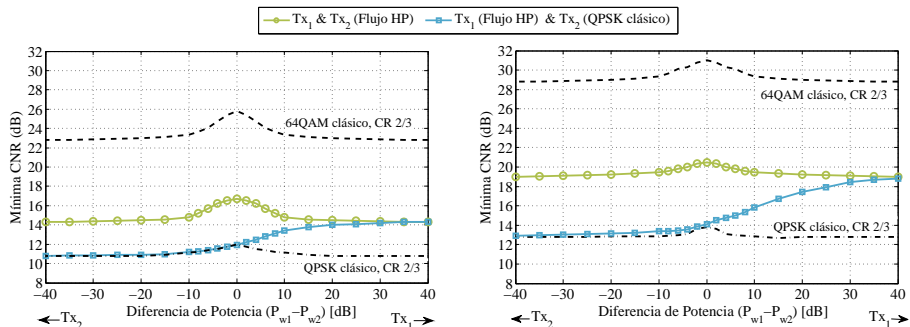 Tx1 & Tx2 (Flujo HP)
Tx1 (Flujo HP) & Tx2 (QPSK clásico)
32
30
28
26
24
22
20
18
16
14
12
10
8
Mínima CNR (dB)
64QAM clásico, CR 2/3
QPSK clásico, CR 2/3
−40 −30 −20 −10 0 10 20 30 40
Diferencia de Potencia (Pw1−Pw2) [dB]
Tx2
Tx1
32
30
28
26
24
22
20
18
16
14
12
10
8
Mínima CNR (dB)
64QAM clásico, CR 2/3
QPSK clásico, CR 2/3
−40 −30 −20 −10 0 10 20 30 40
Diferencia de Potencia (Pw1−Pw2) [dB]
Tx2
Tx1